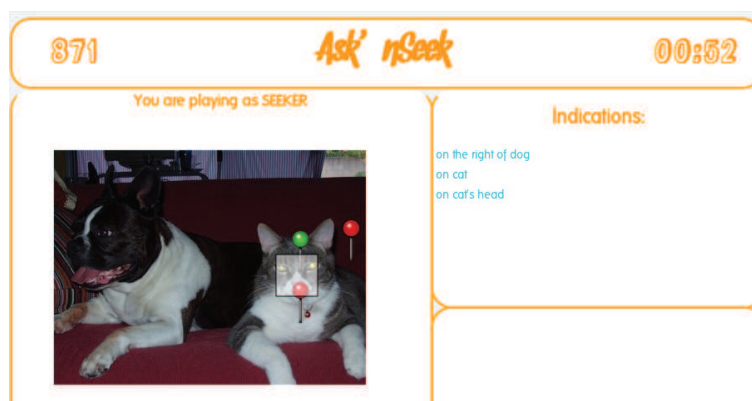 871
Ask' nSeek
00:52
You are playing as SEEKER
Indications:
on the right of dog
on cat
on cat's head